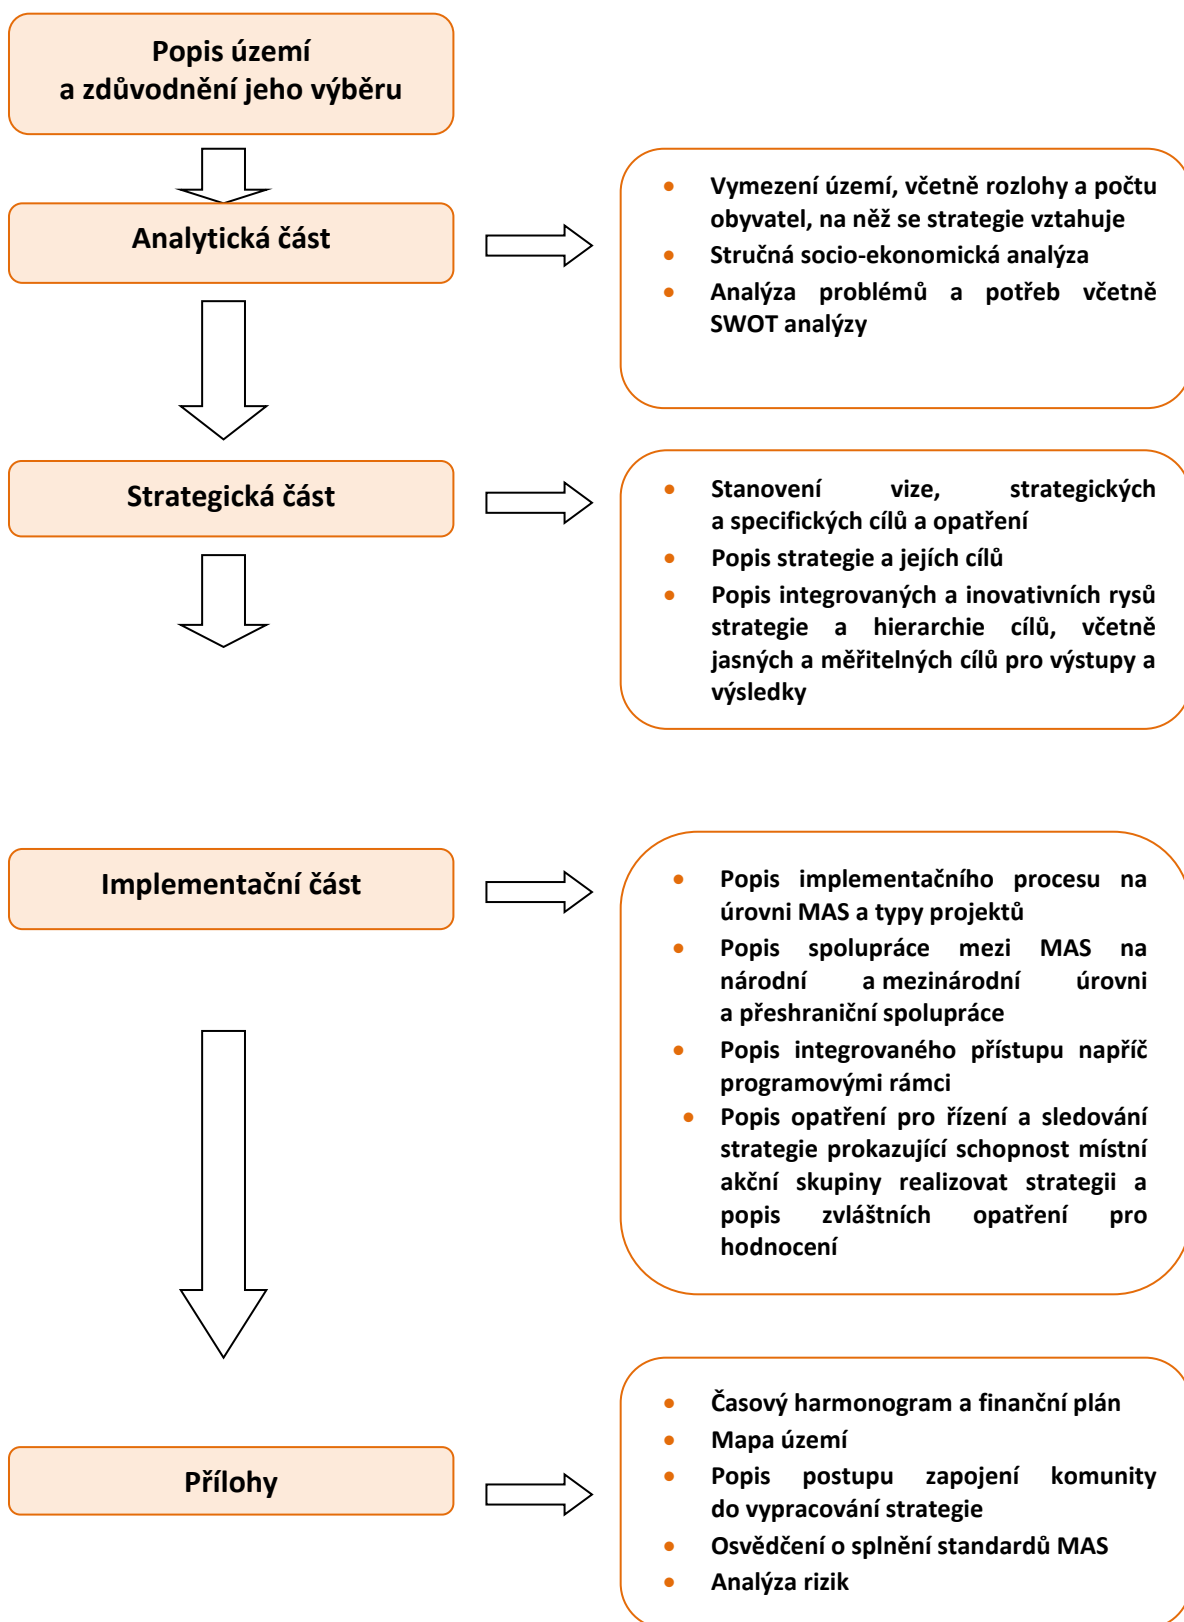 Popis území
a zdůvodnění jeho výběru
Analytická část
Vymezení území, včetně rozlohy a počtu
obyvatel, na něž se strategie vztahuje
Stručná socio-ekonomická analýza
Analýza problémů a potřeb včetně
SWOT analýzy
Strategická část
Stanovení vize, strategických
a specifických cílů a opatření
Popis strategie a jejích cílů
Popis integrovaných a inovativních rysů
strategie a hierarchie cílů, včetně
jasných a měřitelných cílů pro výstupy a
výsledky
Implementační část
Popis implementačního procesu na
úrovni MAS a typy projektů
Popis spolupráce mezi MAS na
národní a mezinárodní úrovni
a přeshraniční spolupráce
Popis integrovaného přístupu napříč
programovými rámci
Popis opatření pro řízení a sledování
strategie prokazující schopnost místní
akční skupiny realizovat strategii a
popis zvláštních opatření pro
hodnocení
Přílohy
Časový harmonogram a finanční plán
Mapa území
Popis postupu zapojení komunity
do vypracování strategie
Osvědčení o splnění standardů MAS
Analýza rizik